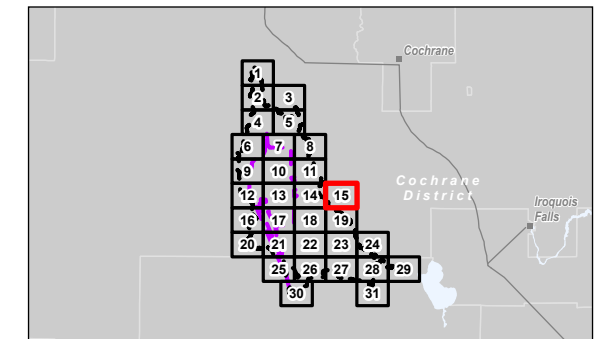 Cochrane
1
2 3
4 5
6 7 8
9 10 11
Cochrane
District
12 13 14 15
Iroquois
Falls
16 17 18 19
20 21 22 23 24
25 26 27 28 29
30 31